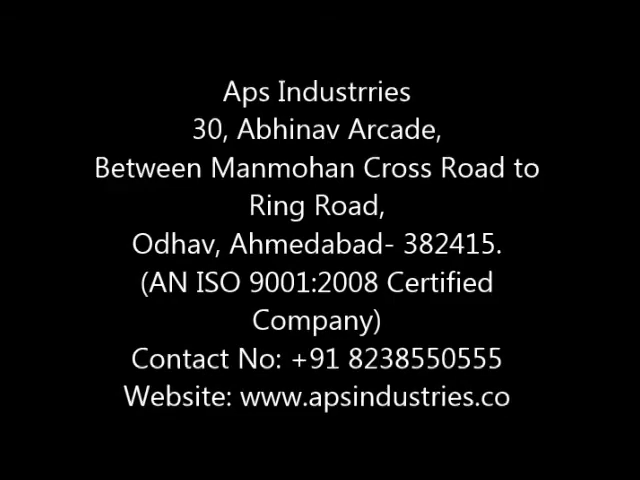 Aps Industrries
30, Abhinav Arcade,
Between Manmohan Cross Road to
Ring Road,
Odhav, Ahmedabad- 382415.
(AN ISO 9001:2008 Certified
Company)
Contact No: +91 8238550555
Website: www.apsindustries.co